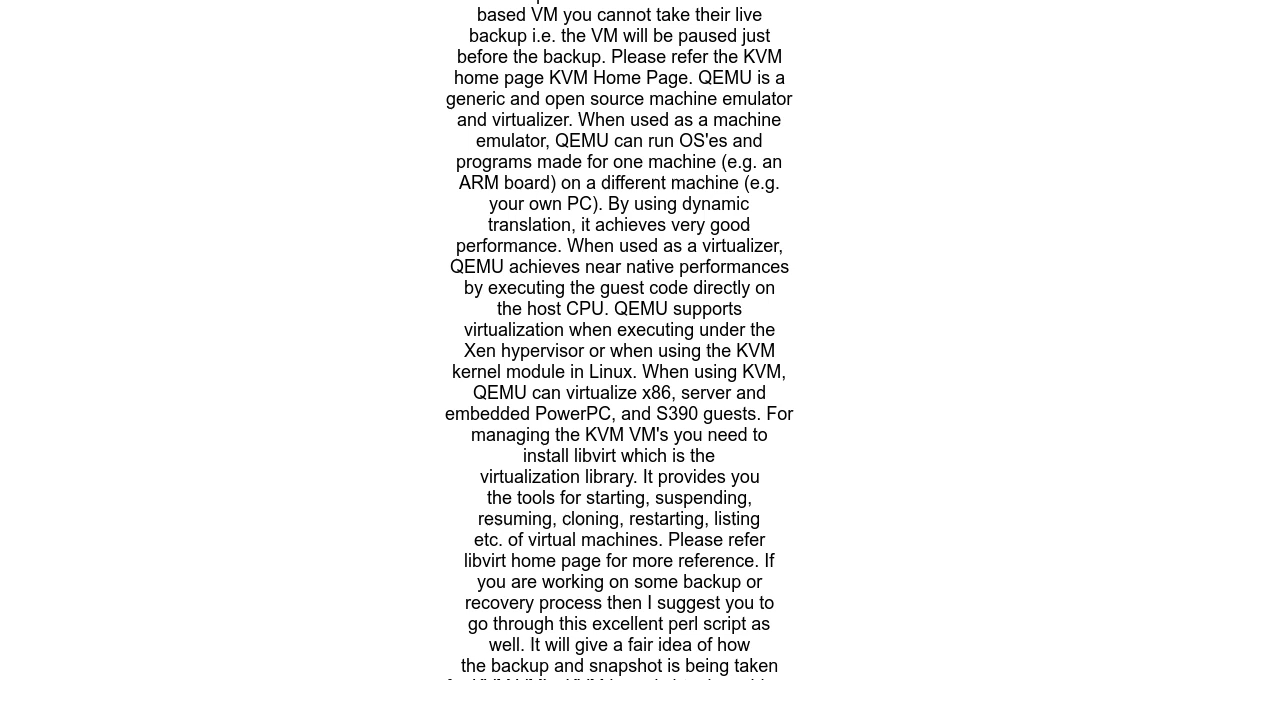 based VM you cannot take their live
backup i.e. the VM will be paused just
before the backup. Please refer the KVM
home page KVM Home Page. QEMU is a
generic and open source machine emulator
and virtualizer. When used as a machine
emulator, QEMU can run OS'es and
programs made for one machine (e.g. an
ARM board) on a different machine (e.g.
your own PC). By using dynamic
translation, it achieves very good
performance. When used as a virtualizer,
QEMU achieves near native performances
by executing the guest code directly on
the host CPU. QEMU supports
virtualization when executing under the
Xen hypervisor or when using the KVM
kernel module in Linux. When using KVM,
QEMU can virtualize x86, server and
embedded PowerPC, and S390 guests. For
managing the KVM VM's you need to
install libvirt which is the
virtualization library. It provides you
the tools for starting, suspending,
resuming, cloning, restarting, listing
etc. of virtual machines. Please refer
libvirt home page for more reference. If
you are working on some backup or
recovery process then I suggest you to
go through this excellent perl script as
well. It will give a fair idea of how
the backup and snapshot is being taken